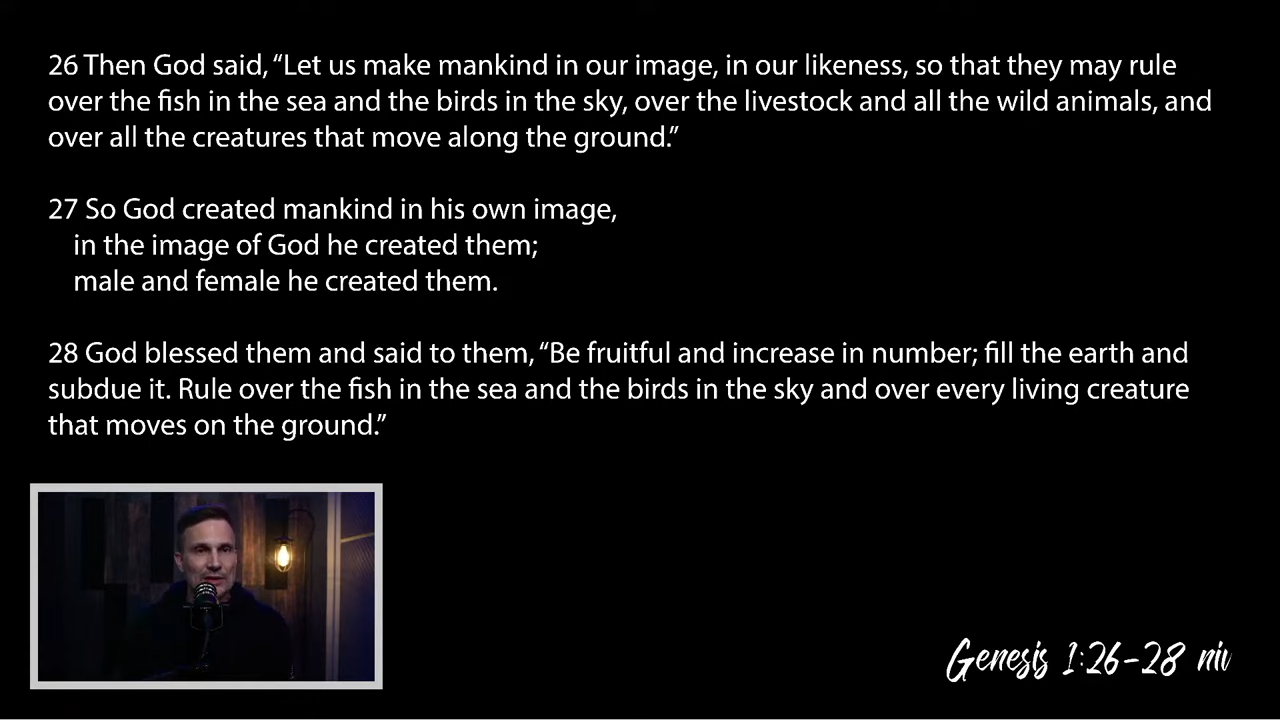 26 Then God said, “Let us make mankind in our image, in our likeness, so that they may rule
over the fish in the sea and the birds in the sky, over the livestock and all the wild animals, and
over all the creatures that move along the ground.”
27 So God created mankind in his own image,
in the image of God he created them;
male and female he created them.
28 God blessed them and said to them, “Be fruitful and increase in number; fill the earth and
subdue it. Rule over the fish in the sea and the birds in the sky and over every living creature
that moves on the ground.”
Genesis 1:26-28 niv